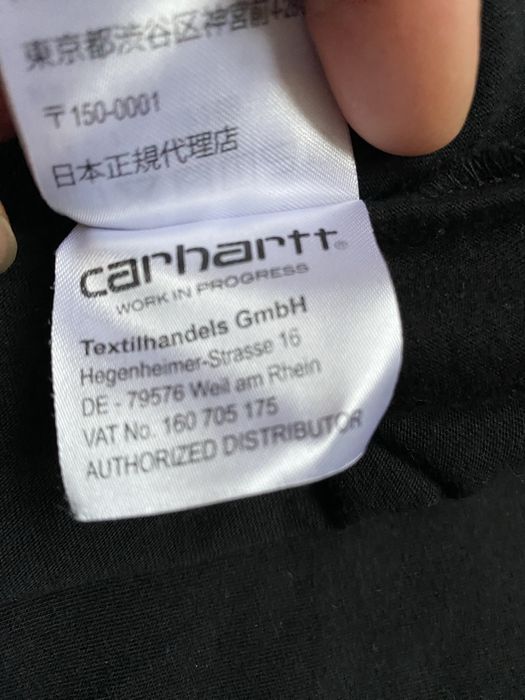 東京都渋谷区神宮前
〒150-0001
日本正規代理店
carhartt®
WORK IN PROGRESS
Textilhandels GmbH
Hegenheimer-Strasse 16
DE - 79576 Weil am Rhein
VAT No. 160 705 175
AUTHORIZED DISTRIBUTOR